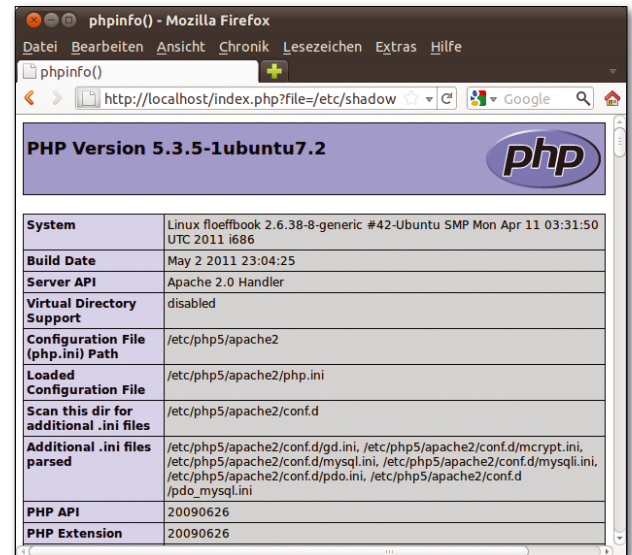 phpinfo() - Mozilla Firefox
Datei Bearbeiten Ansicht Chronik Lesezeichen Extras Hilfe
phpinfo()
http://localhost/index.php?file=/etc/shadow Google
PHP Version 5.3.5-1ubuntu7.2
php
System Linux floeffbook 2.6.38-8-generic #42-Ubuntu SMP Mon Apr 11 03:31:50
UTC 2011 i686
Build Date May 2 2011 23:04:25
Server API Apache 2.0 Handler
Virtual Directory disabled
Support
Configuration File /etc/php5/apache2
(php.ini) Path
Loaded /etc/php5/apache2/php.ini
Configuration File
Scan this dir for /etc/php5/apache2/conf.d
additional .ini files
Additional .ini files /etc/php5/apache2/conf.d/gd.ini, /etc/php5/apache2/conf.d/mcrypt.ini,
parsed /etc/php5/apache2/conf.d/mysql.ini, /etc/php5/apache2/conf.d/mysqli.ini,
/etc/php5/apache2/conf.d/pdo.ini, /etc/php5/apache2/conf.d
/pdo_mysql.ini
PHP API 20090626
PHP Extension 20090626